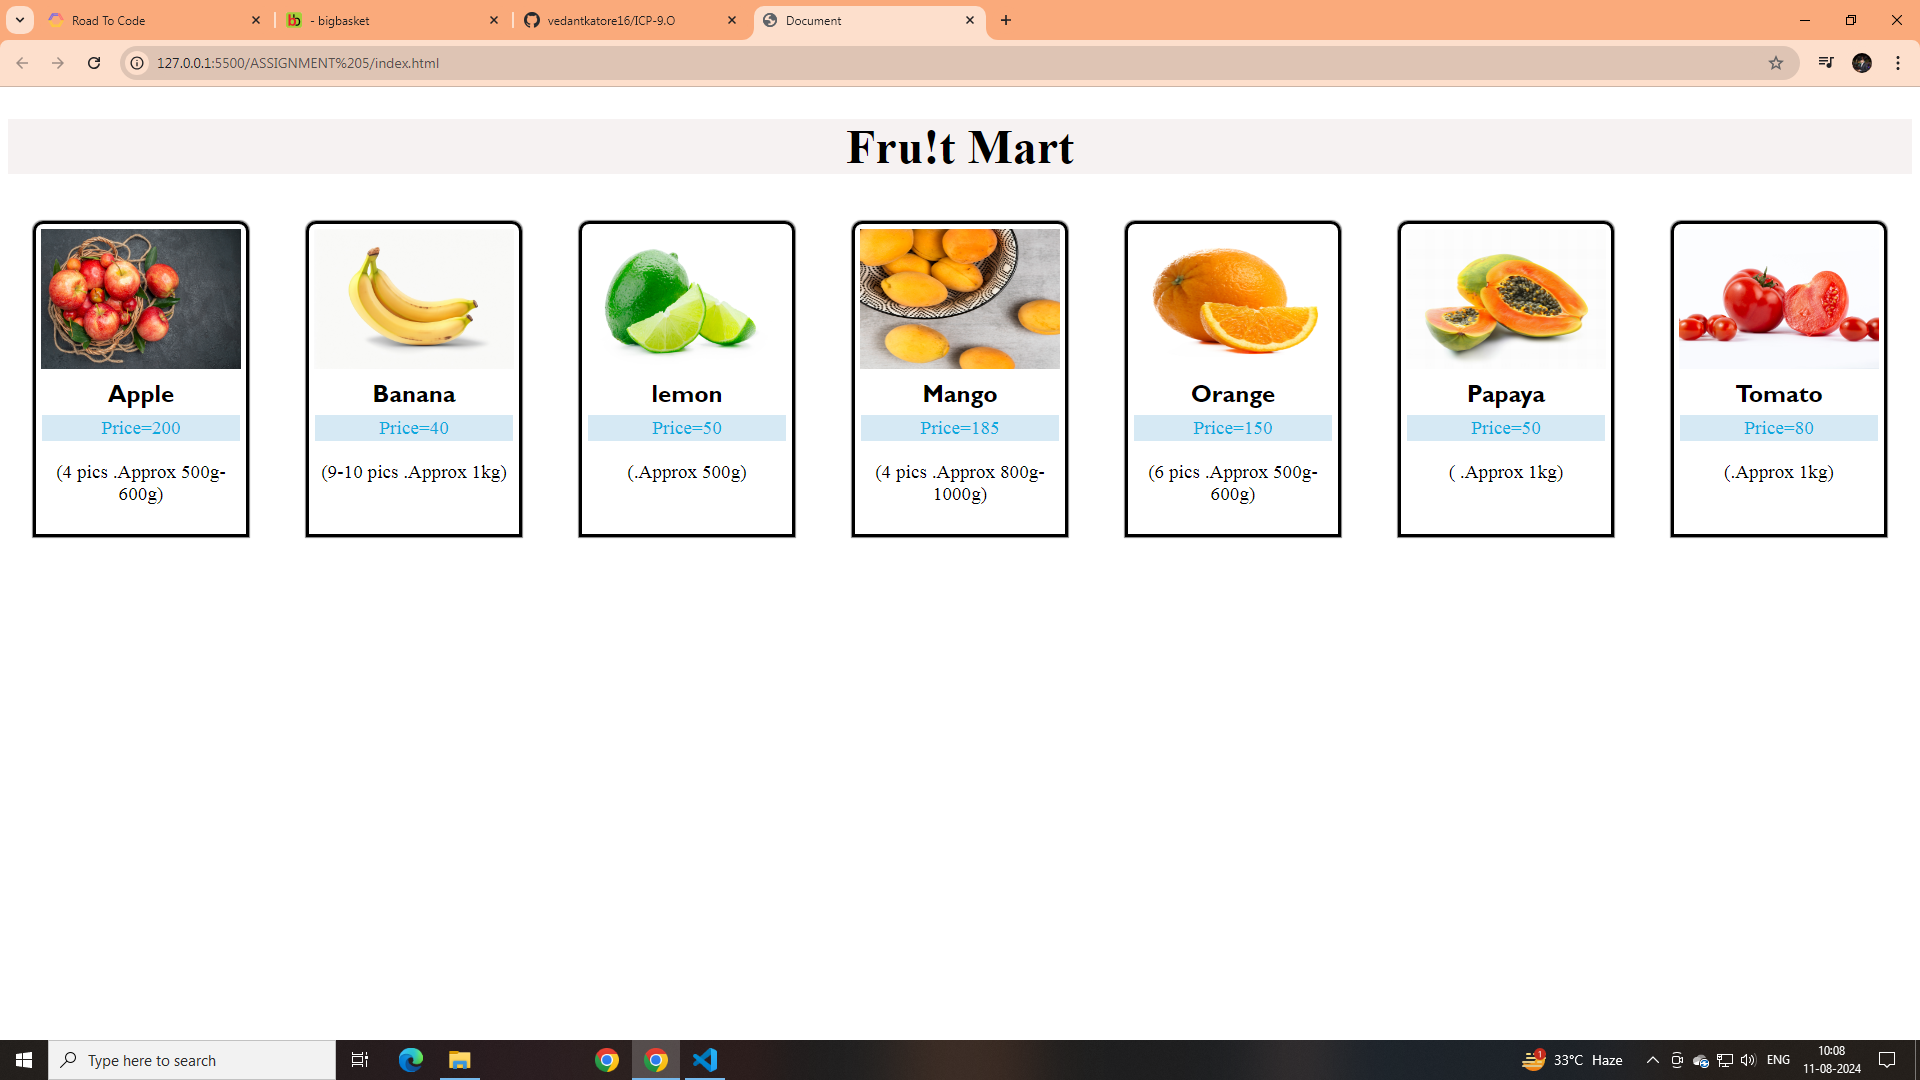 Road To Code
- bigbasket
vedantkatore16/ICP-9.O
Document
127.0.0.1:5500/ASSIGNMENT%205/index.html
Fru!t Mart
Apple
Price=200
(4 pics .Approx 500g-
600g)
Banana
Price=40
(9-10 pics .Approx 1kg)
lemon
Price=50
(.Approx 500g)
Mango
Price=185
(4 pics .Approx 800g-
1000g)
Orange
Price=150
(6 pics .Approx 500g-
600g)
Papaya
Price=50
( .Approx 1kg)
Tomato
Price=80
(.Approx 1kg)
Type here to search
1
33°C Haze
ENG
10:08
11-08-2024